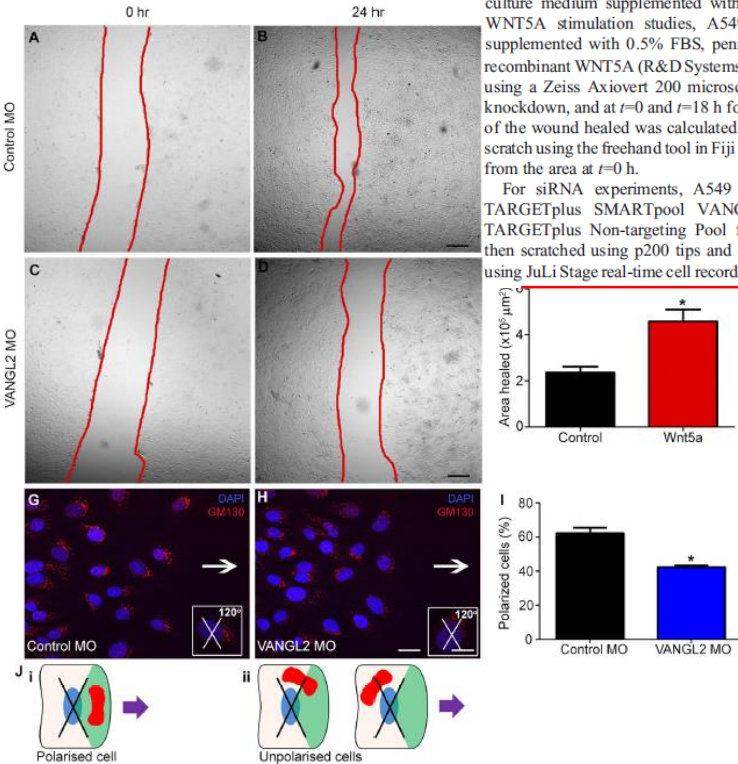 0 hr
24 hr
Control MO
VANGL2 MO
A
B
C
D
culture medium supplemented with
WNT5A stimulation studies, A54
supplemented with 0.5% FBS, pen
recombinant WNT5A (R&D Systems
using a Zeiss Axiovert 200 micros
knockdown, and at t=0 and t=18 h fo
of the wound healed was calculated
scratch using the freehand tool in Fiji
from the area at t=0 h.
For siRNA experiments, A549
TARGETplus SMARTpool VANG
TARGETplus Non-targeting Pool f
then scratched using p200 tips and
using JuLi Stage real-time cell record
Area healed (x10⁵ µm²)
6
4
2
0
*
Control
Wnt5a
G
DAPI
GM130
120°
Control MO
H
DAPI
GM130
120°
VANGL2 MO
I
Polarized cells (%)
80
60
40
20
0
*
Control MO
VANGL2 MO
J
i
Polarised cell
ii
Unpolarised cells